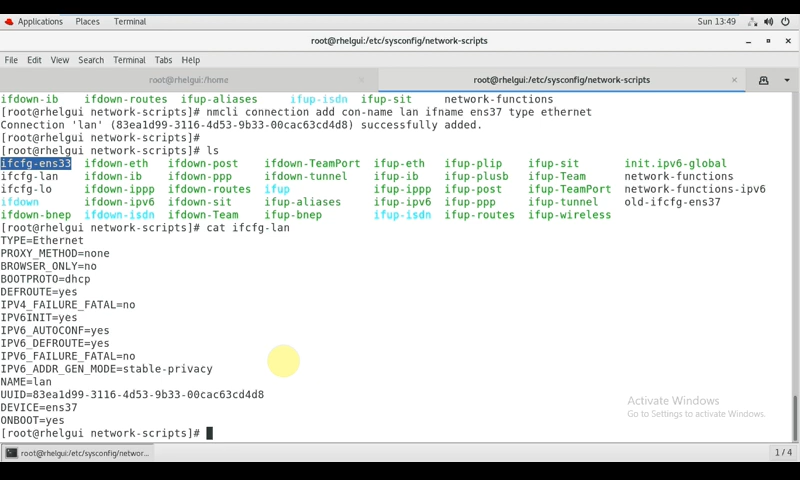 Applications Places Terminal Sun 13:49
root@rhelgui:/etc/sysconfig/network-scripts
File Edit View Search Terminal Tabs Help
root@rhelgui:/home root@rhelgui:/etc/sysconfig/network-scripts
ifdown-ib ifdown-routes ifup-aliases ifup-isdn ifup-sit network-functions
[root@rhelgui network-scripts]# nmcli connection add con-name lan ifname ens37 type ethernet
Connection 'lan' (83ea1d99-3116-4d53-9b33-00cac63cd4d8) successfully added.
[root@rhelgui network-scripts]#
[root@rhelgui network-scripts]# ls
ifcfg-ens33 ifdown-eth ifdown-post ifdown-TeamPort ifup-eth ifup-plip ifup-sit init.ipv6-global
ifcfg-lan ifdown-ib ifdown-ppp ifdown-tunnel ifup-ib ifup-plusb ifup-Team network-functions
ifcfg-lo ifdown-ippp ifdown-routes ifup ifup-ippp ifup-post ifup-TeamPort network-functions-ipv6
ifdown ifdown-ipv6 ifdown-sit ifup-aliases ifup-ipv6 ifup-ppp ifup-tunnel old-ifcfg-ens37
ifdown-bnep ifdown-isdn ifdown-Team ifup-bnep ifup-isdn ifup-routes ifup-wireless
[root@rhelgui network-scripts]# cat ifcfg-lan
TYPE=Ethernet
PROXY_METHOD=none
BROWSER_ONLY=no
BOOTPROTO=dhcp
DEFROUTE=yes
IPV4_FAILURE_FATAL=no
IPV6INIT=yes
IPV6_AUTOCONF=yes
IPV6_DEFROUTE=yes
IPV6_FAILURE_FATAL=no
IPV6_ADDR_GEN_MODE=stable-privacy
NAME=lan
UUID=83ea1d99-3116-4d53-9b33-00cac63cd4d8
DEVICE=ens37
ONBOOT=yes
[root@rhelgui network-scripts]#
Activate Windows
Go to Settings to activate Windows.
root@rhelgui:/etc/sysconfig/networ... 1 / 4